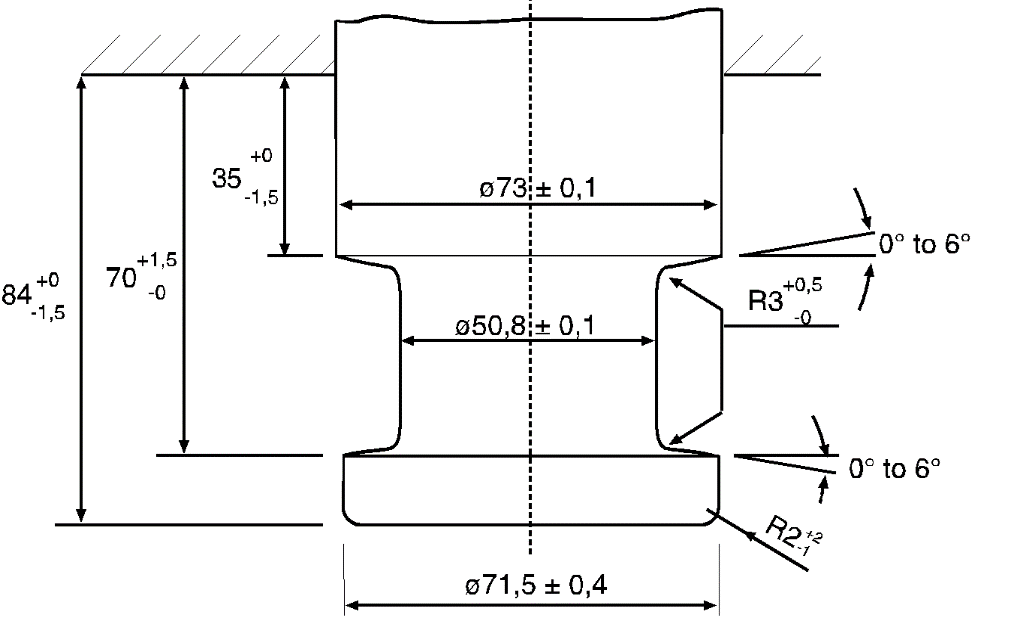 35 +0 -1,5
ø73 ± 0,1
0° to 6°
70 +1,5 -0
84 +0 -1,5
R3 +0,5 -0
ø50,8 ± 0,1
0° to 6°
R2 +2 -1
ø71,5 ± 0,4